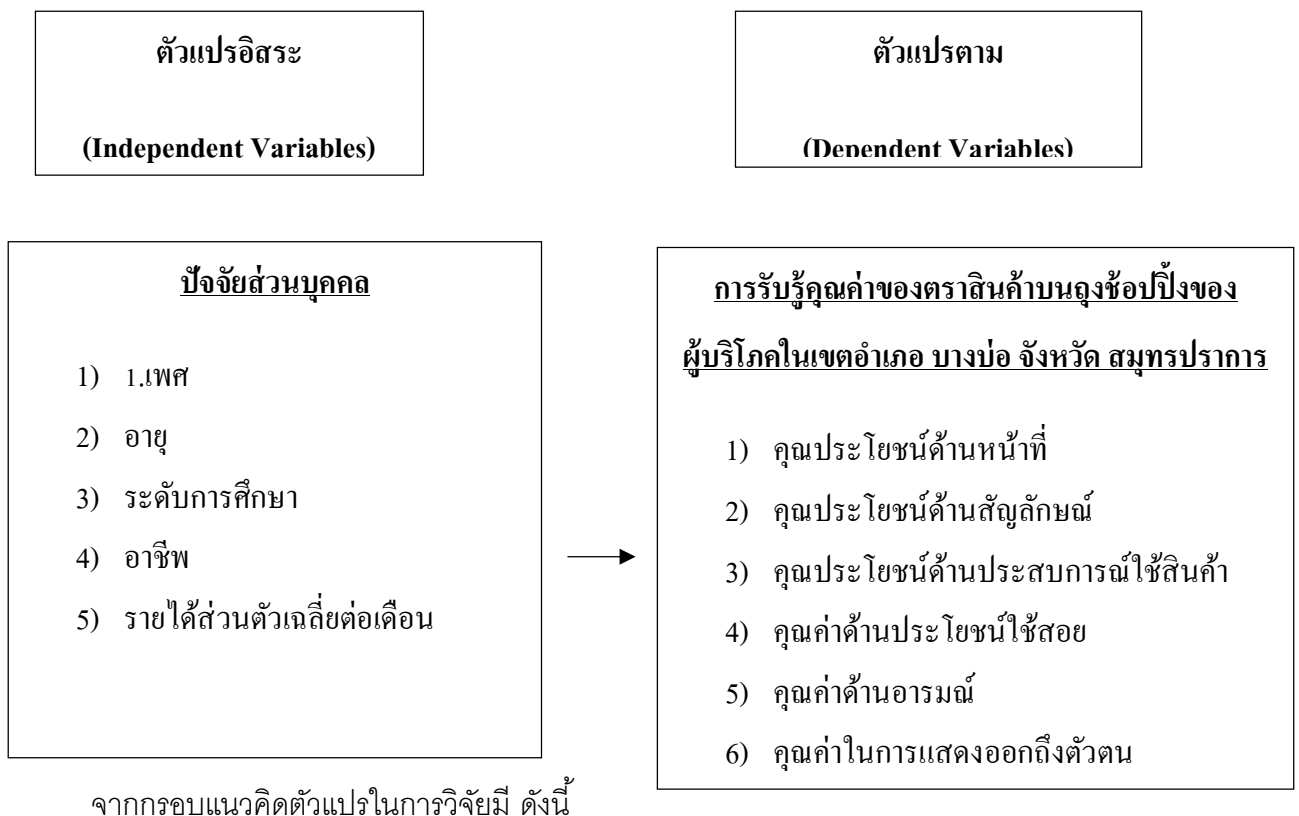 ตัวแปรอิสระ
(Independent Variables)
ตัวแปรตาม
(Dependent Variables)
ปัจจัยส่วนบุคคล
1) 1.เพศ
2) อายุ
3) ระดับการศึกษา
4) อาชีพ
5) รายได้ส่วนตัวเฉลี่ยต่อเดือน
การรับรู้คุณค่าของตราสินค้าบนถุงช้อปปิ้งของ
ผู้บริโภคในเขตอำเภอ บางบ่อ จังหวัด สมุทรปราการ
1) คุณประโยชน์ด้านหน้าที่
2) คุณประโยชน์ด้านสัญลักษณ์
3) คุณประโยชน์ด้านประสบการณ์ใช้สินค้า
4) คุณค่าด้านประโยชน์ใช้สอย
5) คุณค่าด้านอารมณ์
6) คุณค่าในการแสดงออกถึงตัวตน
จากกรอบแนวคิดตัวแปรในการวิจัยมี ดังนี้